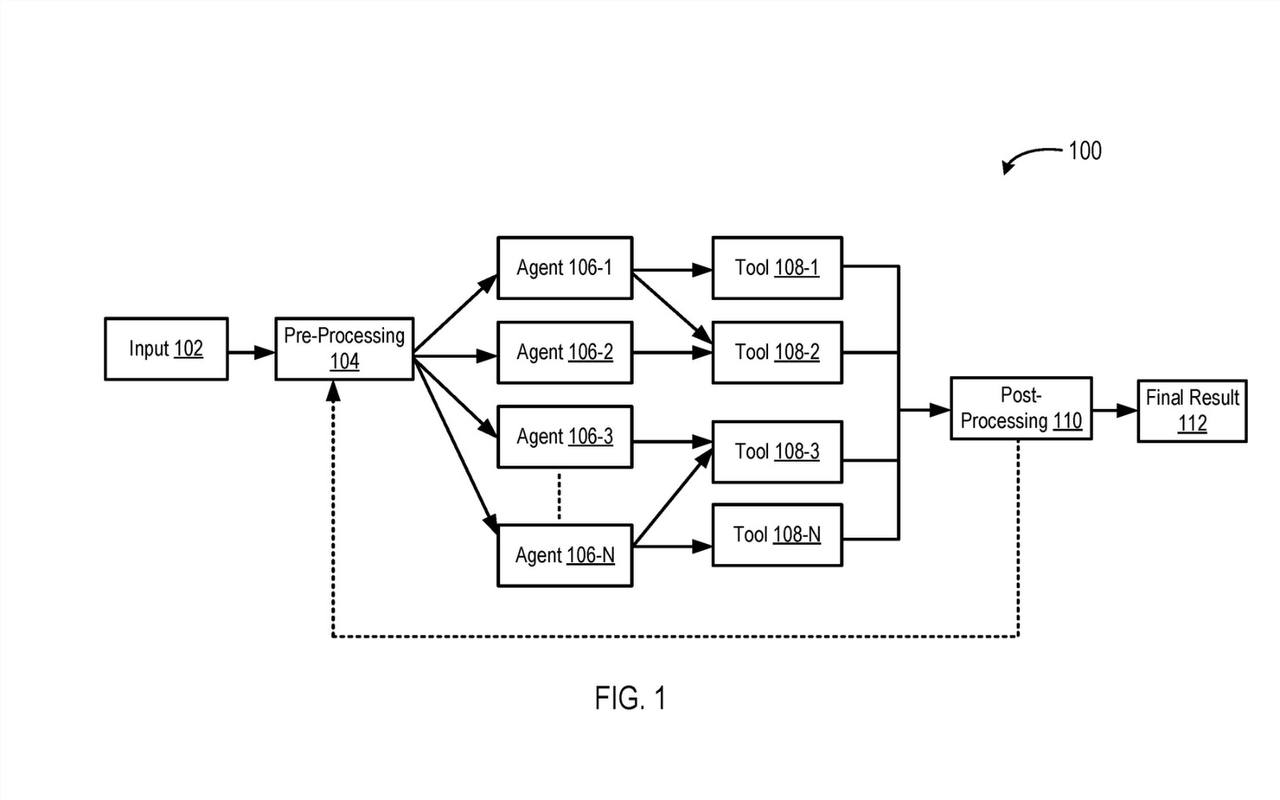 100
Input 102
Pre-Processing
104
Agent 106-1
Agent 106-2
Agent 106-3
Agent 106-N
Tool 108-1
Tool 108-2
Tool 108-3
Tool 108-N
Post-
Processing 110
Final Result
112
FIG. 1